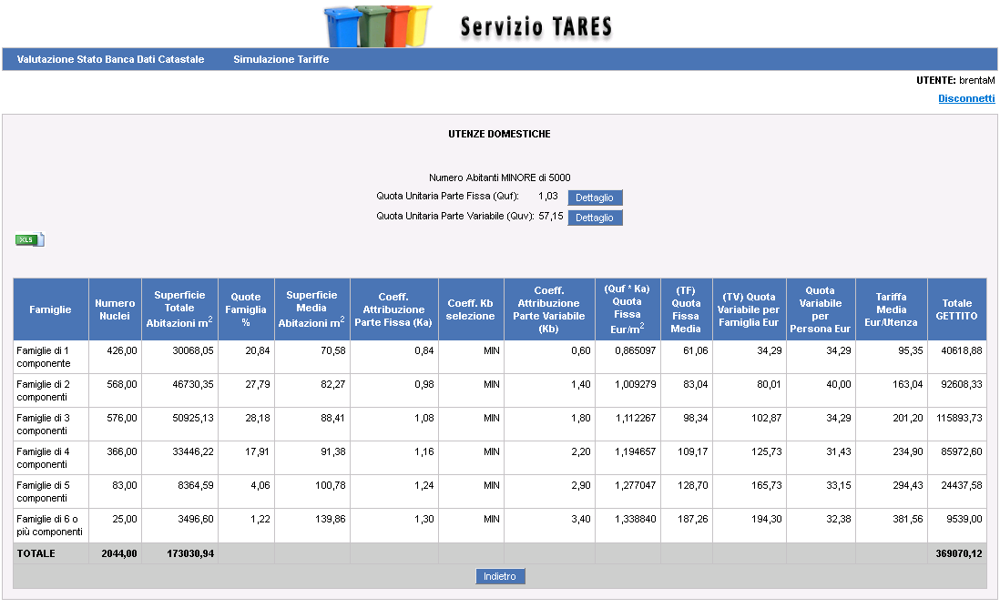 Servizio TARES
Valutazione Stato Banca Dati Catastale Simulazione Tariffe
UTENTE: brentaM
Disconnetti
UTENZE DOMESTICHE
Numero Abitanti MINORE di 5000
Quota Unitaria Parte Fissa (Quf): 1,03 Dettaglio
Quota Unitaria Parte Variabile (Quv): 57,15 Dettaglio
XLS
Famiglie
Numero
Nuclei
Superficie
Totale
Abitazioni m2
Quote
Famiglia
%
Superficie
Media
Abitazioni m2
Coeff.
Attribuzione
Parte Fissa (Ka)
Coeff. Kb
selezione
Coeff.
Attribuzione
Parte Variabile
(Kb)
(Quf * Ka)
Quota
Fissa
Eur/m2
(TF)
Quota
Fissa
Media
(TV) Quota
Variabile per
Famiglia Eur
Quota
Variabile
per
Persona Eur
Tariffa
Media
Eur/Utenza
Totale
GETTITO
Famiglie di 1
componente
426,00 30068,05 20,84 70,58 0,84 MIN 0,60 0,865097 61,06 34,29 34,29 95,35 40618,88
Famiglie di 2
componenti
568,00 46730,35 27,79 82,27 0,98 MIN 1,40 1,009279 83,04 80,01 40,00 163,04 92608,33
Famiglie di 3
componenti
576,00 50925,13 28,18 88,41 1,08 MIN 1,80 1,112267 98,34 102,87 34,29 201,20 115893,73
Famiglie di 4
componenti
366,00 33446,22 17,91 91,38 1,16 MIN 2,20 1,194657 109,17 125,73 31,43 234,90 85972,60
Famiglie di 5
componenti
83,00 8364,59 4,06 100,78 1,24 MIN 2,90 1,277047 128,70 165,73 33,15 294,43 24437,58
Famiglie di 6 o
più componenti
25,00 3496,60 1,22 139,86 1,30 MIN 3,40 1,338840 187,26 194,30 32,38 381,56 9539,00
TOTALE 2044,00 173030,94 369070,12
Indietro